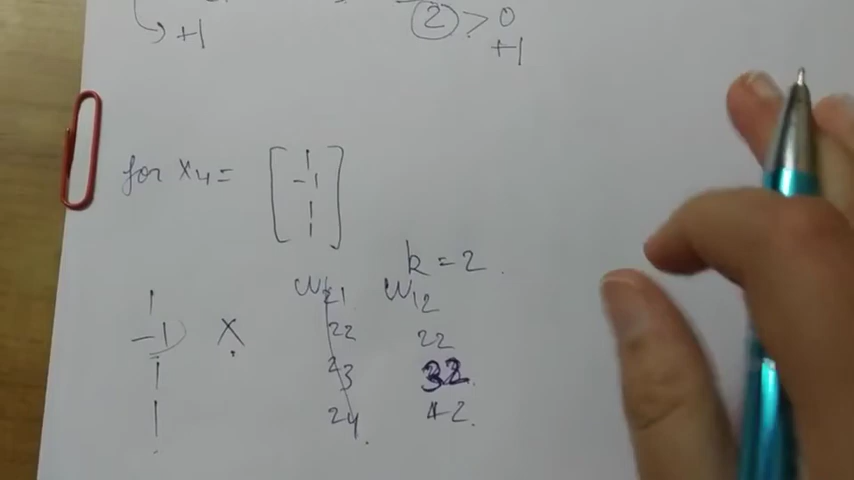 2 > 0
→ +1
+1
for x4 = [ 1
-1
1
1 ]
k = 2
w21 w12
1
-1 x 22 22
1 23 32
1 24 42